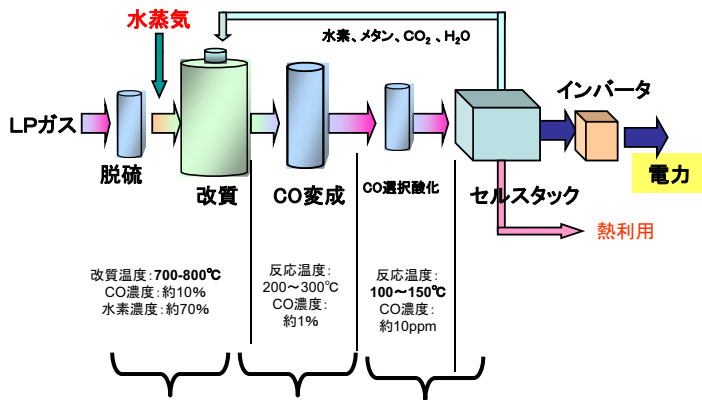 水蒸気
水素、メタン、CO₂、H₂O
インバータ
LPガス
脱硫
改質
CO変成
CO選択酸化
セルスタック
電力
熱利用
改質温度：700-800℃
CO濃度：約10%
水素濃度：約70%
反応温度：
200～300℃
CO濃度：
約1%
反応温度：
100～150℃
CO濃度：
約10ppm